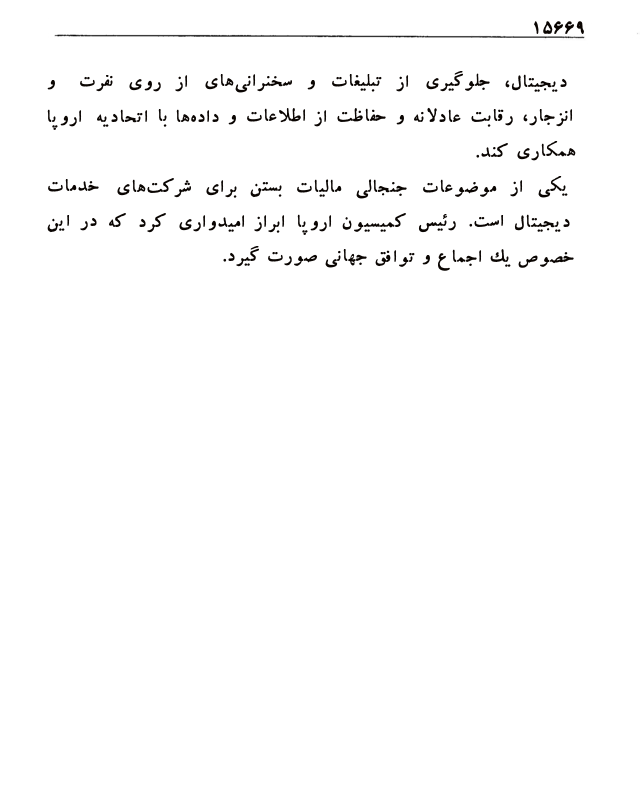 ۱۵۶۶۹
دیجیتال، جلوگیری از تبلیغات و سخنرانی‌های از روی نفرت و
انزجار، رقابت عادلانه و حفاظت از اطلاعات و داده‌ها با اتحادیه اروپا
همکاری کند.
یکی از موضوعات جنجالی مالیات بستن برای شرکت‌های خدمات
دیجیتال است. رئیس کمیسیون اروپا ابراز امیدواری کرد که در این
خصوص یك اجماع و توافق جهانی صورت گیرد.